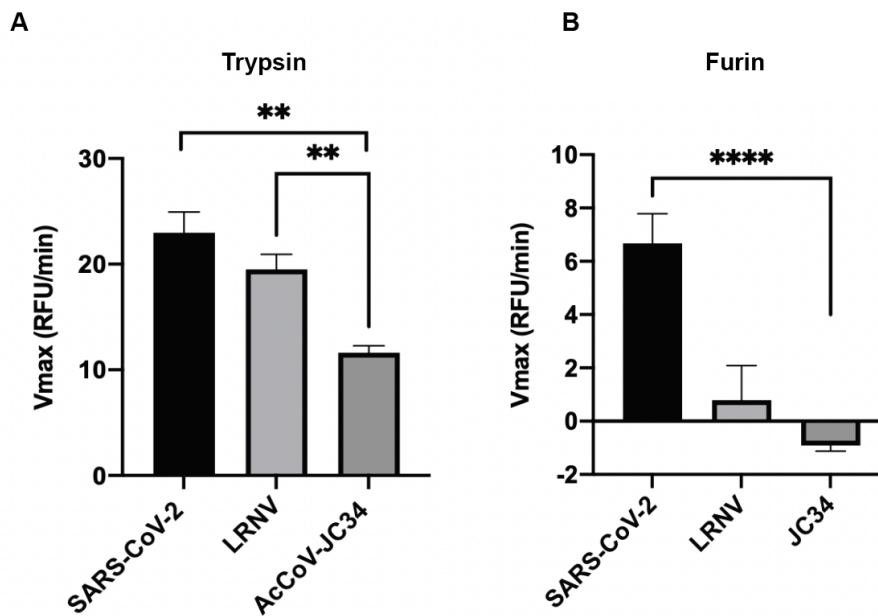 A
Trypsin
**
**
30
20
10
0
Vmax (RFU/min)
SARS-CoV-2
LRNV
AcCoV-JC34
B
Furin
****
10
8
6
4
2
0
-2
Vmax (RFU/min)
SARS-CoV-2
LRNV
JC34